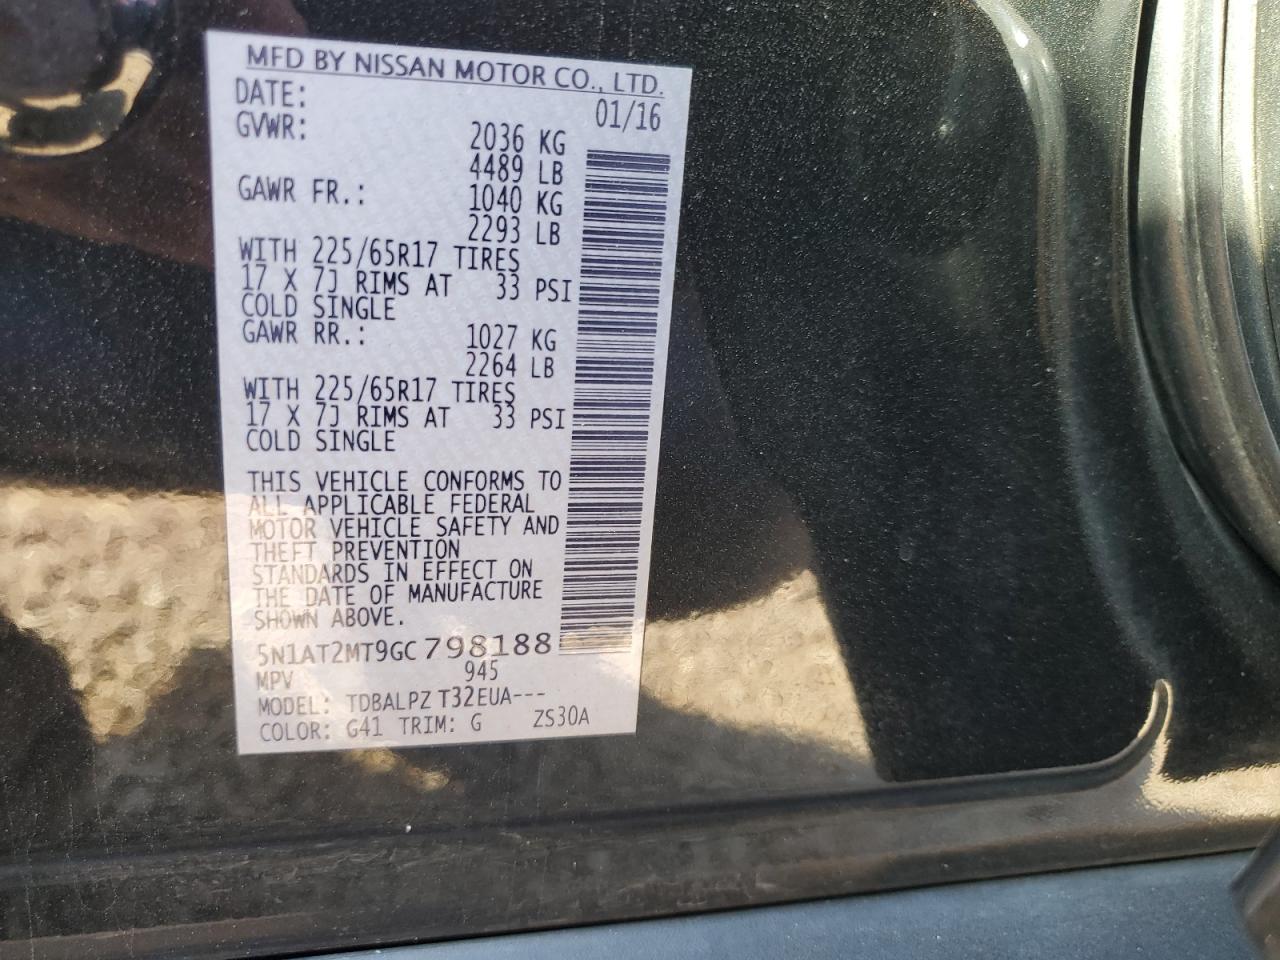 MFD BY NISSAN MOTOR CO., LTD.
DATE: 01/16
GVWR: 2036 KG
4489 LB
GAWR FR.: 1040 KG
2293 LB
WITH 225/65R17 TIRES
17 X 7J RIMS AT 33 PSI
COLD SINGLE
GAWR RR.: 1027 KG
2264 LB
WITH 225/65R17 TIRES
17 X 7J RIMS AT 33 PSI
COLD SINGLE
THIS VEHICLE CONFORMS TO
ALL APPLICABLE FEDERAL
MOTOR VEHICLE SAFETY AND
THEFT PREVENTION
STANDARDS IN EFFECT ON
THE DATE OF MANUFACTURE
SHOWN ABOVE.
5N1AT2MT9GC798188
MPV 945
MODEL: TDBALPZ T32EUA---
COLOR: G41 TRIM: G ZS30A